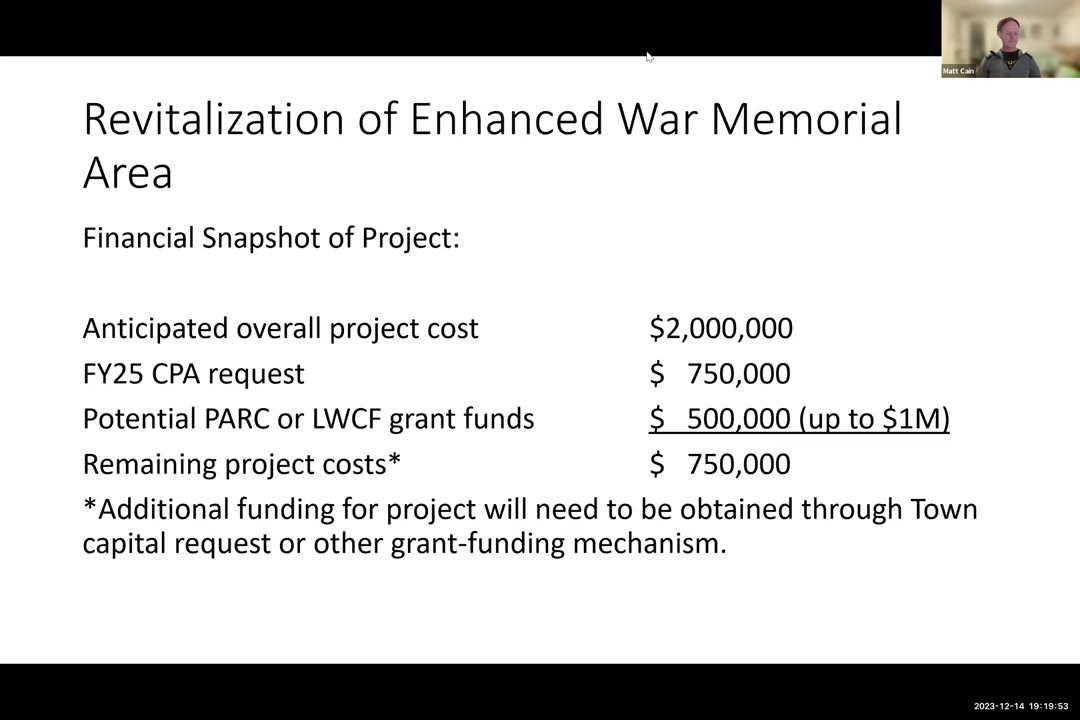 Matt Cain
Revitalization of Enhanced War Memorial
Area
Financial Snapshot of Project:
Anticipated overall project cost $2,000,000
FY25 CPA request $ 750,000
Potential PARC or LWCF grant funds $ 500,000 (up to $1M)
Remaining project costs* $ 750,000
*Additional funding for project will need to be obtained through Town
capital request or other grant-funding mechanism.
2023-12-14 19:19:53